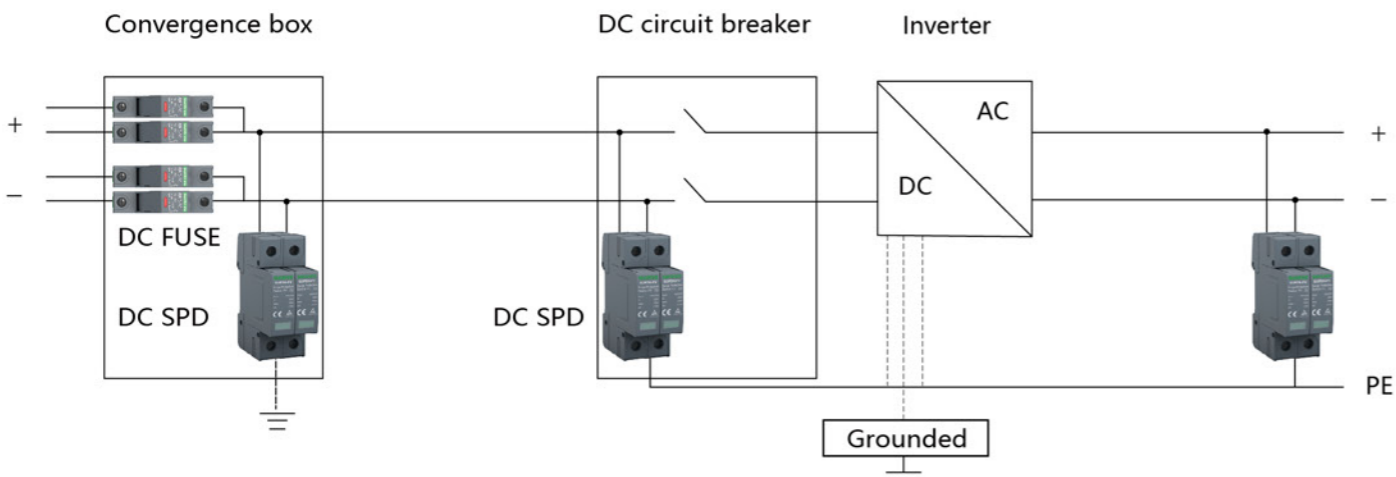 Convergence box
DC circuit breaker
Inverter
+
−
AC
DC
+
−
DC FUSE
DC SPD
DC SPD
PE
Grounded